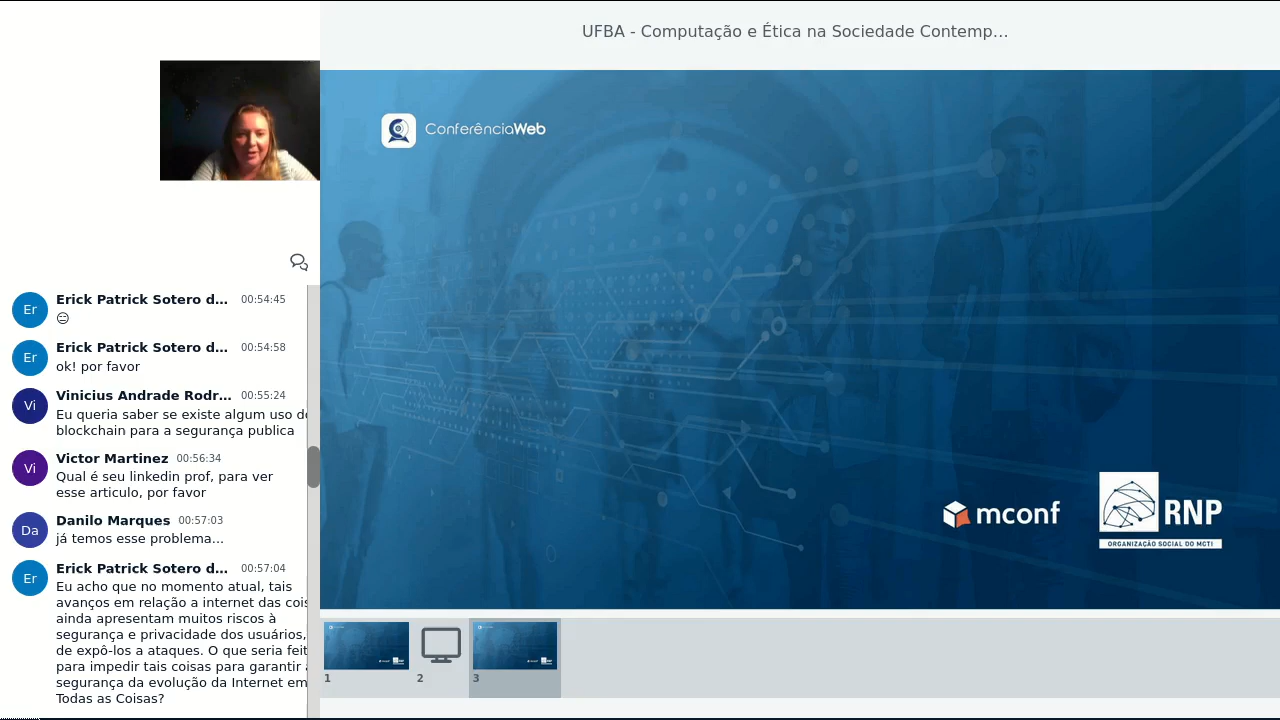 UFBA - Computação e Ética na Sociedade Contemp…
ConferênciaWeb
Er
Erick Patrick Sotero d… 00:54:45
😑
Er
Erick Patrick Sotero d… 00:54:58
ok! por favor
Vi
Vinicius Andrade Rodr… 00:55:24
Eu queria saber se existe algum uso
blockchain para a segurança publica
Vi
Victor Martinez 00:56:34
Qual é seu linkedin prof, para ver
esse articulo, por favor
Da
Danilo Marques 00:57:03
já temos esse problema...
Er
Erick Patrick Sotero d… 00:57:04
Eu acho que no momento atual, tais
avanços em relação a internet das
ainda apresentam muitos riscos à
segurança e privacidade dos usuários,
de expô-los a ataques. O que seria
para impedir tais coisas para garantir
segurança da evolução da Internet em
Todas as Coisas?
mconf
RNP
ORGANIZAÇÃO SOCIAL DO MCTI
1
2
3